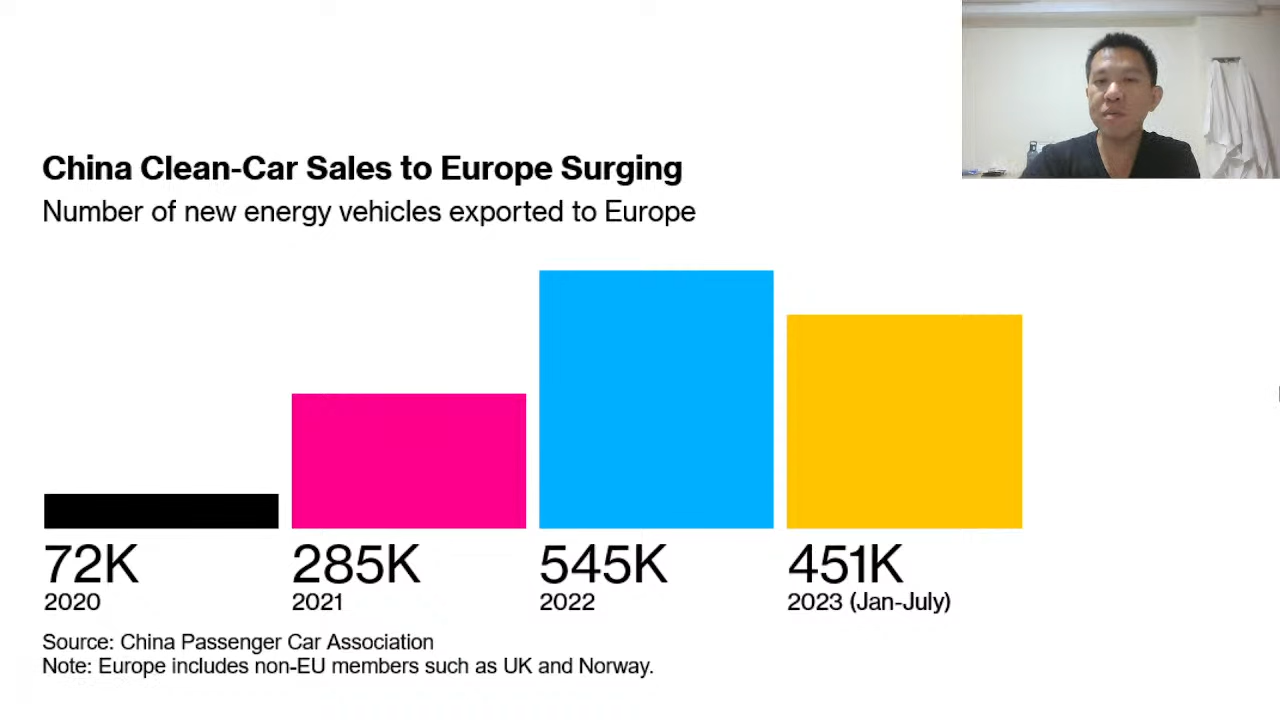 China Clean-Car Sales to Europe Surging
Number of new energy vehicles exported to Europe
72K
2020
285K
2021
545K
2022
451K
2023 (Jan-July)
Source: China Passenger Car Association
Note: Europe includes non-EU members such as UK and Norway.